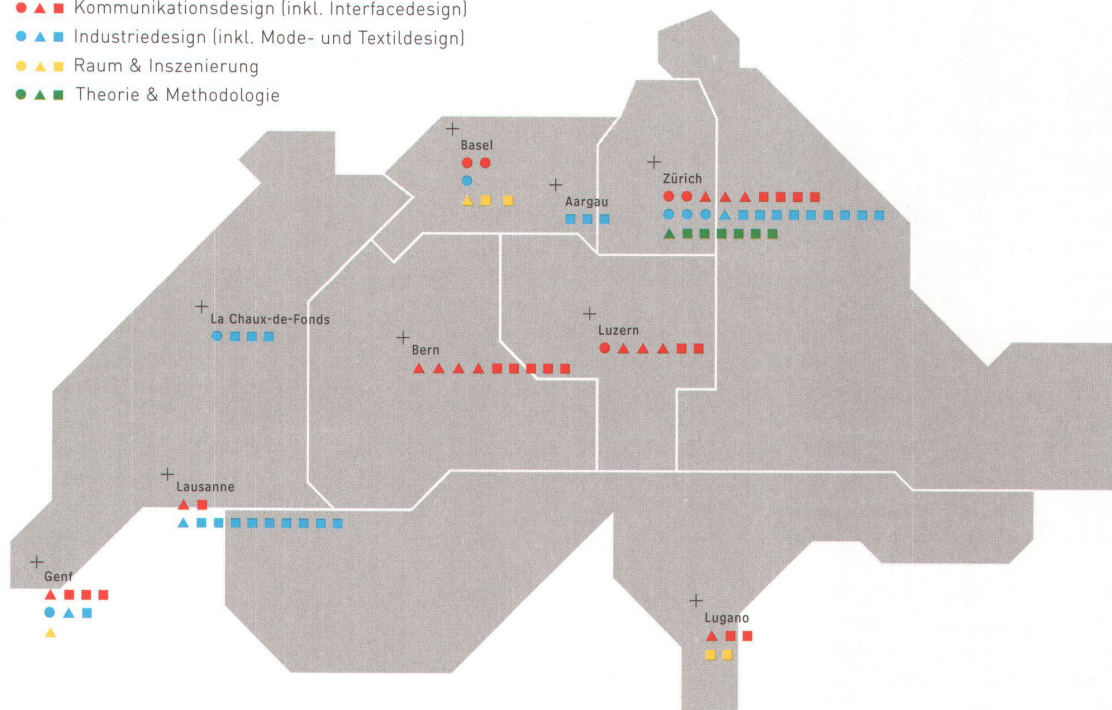 Kommunikationsdesign (inkl. Interfacedesign)
Industriedesign (inkl. Mode- und Textildesign)
Raum & Inszenierung
Theorie & Methodologie
Basel
Aargau
Zürich
La Chaux-de-Fonds
Bern
Luzern
Lausanne
Genf
Lugano